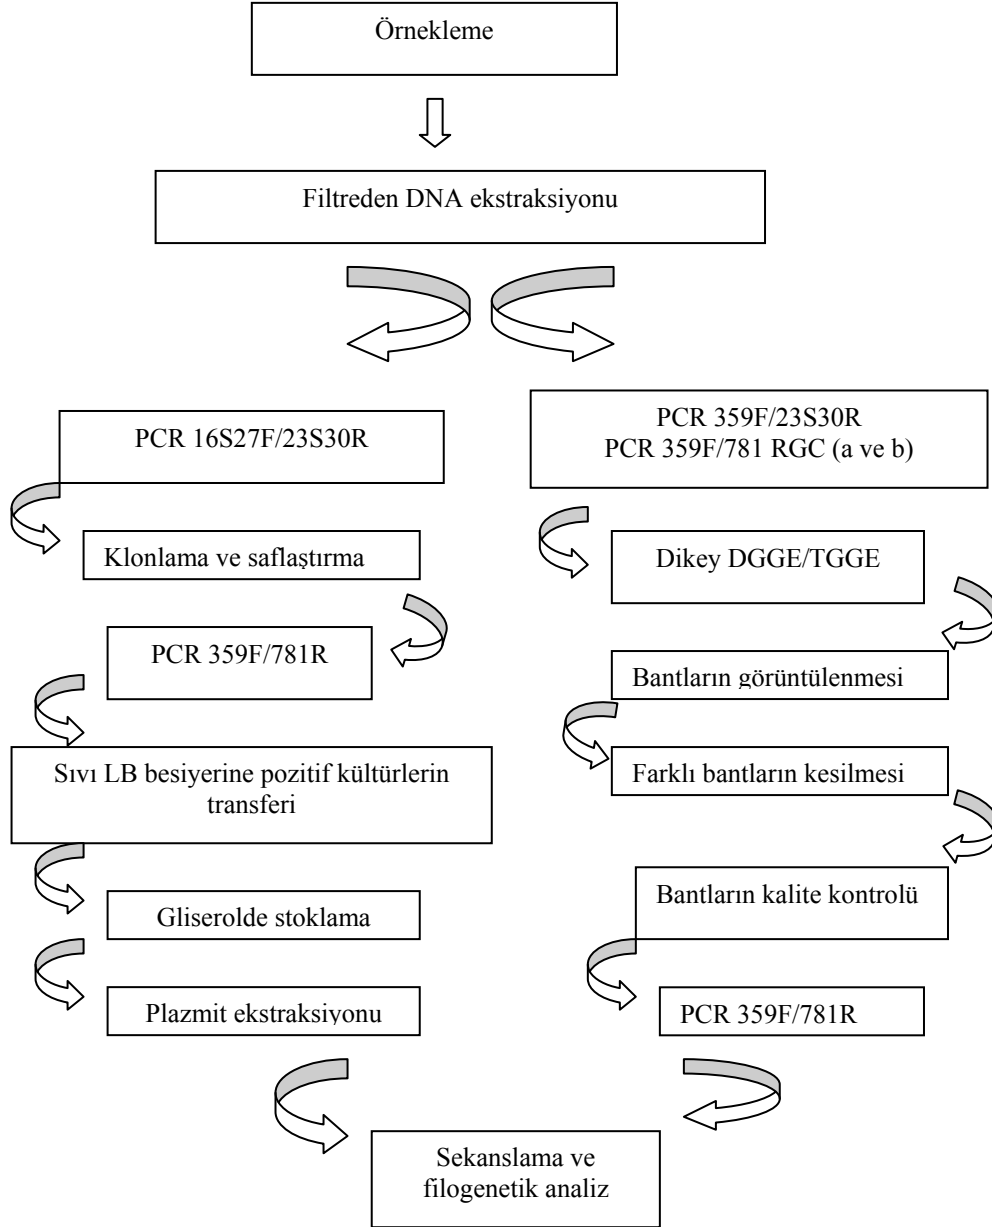 Örnekleme
Filtreden DNA ekstraksiyonu
PCR 16S27F/23S30R
Klonlama ve saflaştırma
PCR 359F/781R
Sıvı LB besiyerine pozitif kültürlerin
transferi
Gliserolde stoklama
Plazmit ekstraksiyonu
PCR 359F/23S30R
PCR 359F/781 RGC (a ve b)
Dikey DGGE/TGGE
Bantların görüntülenmesi
Farklı bantların kesilmesi
Bantların kalite kontrolü
PCR 359F/781R
Sekanslama ve
filogenetik analiz